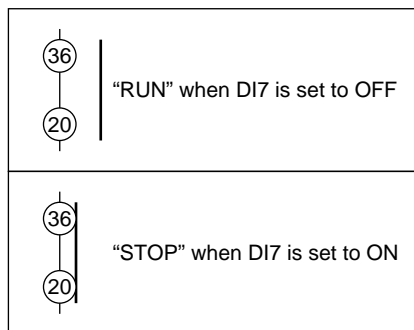 36
“RUN” when DI7 is set to OFF
20
36
“STOP” when DI7 is set to ON
20